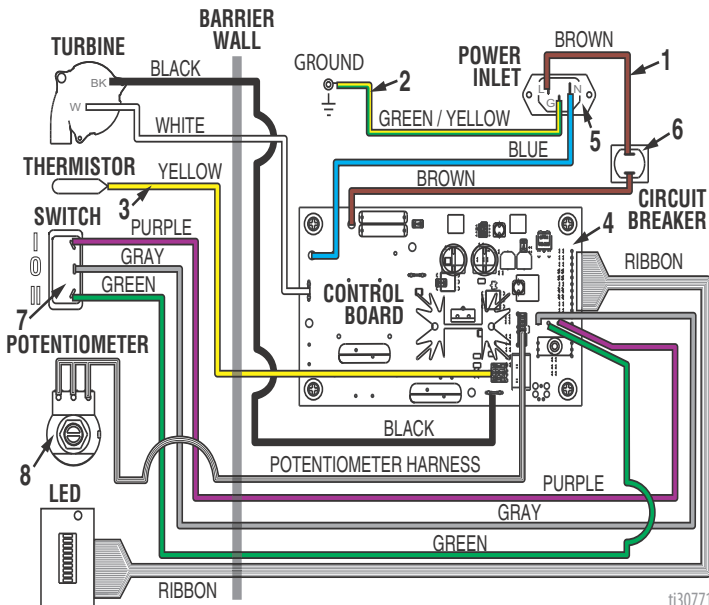 BARRIER
WALL
TURBINE
BK
BLACK
W
WHITE
GROUND
2
GREEN / YELLOW
POWER
INLET
BROWN
1
L
N
G
5
6
BLUE
BROWN
CIRCUIT
BREAKER
THERMISTOR
YELLOW
3
SWITCH
PURPLE
I
GRAY
O
GREEN
II
7
4
RIBBON
CONTROL
BOARD
POTENTIOMETER
8
BLACK
POTENTIOMETER HARNESS
PURPLE
GRAY
GREEN
LED
RIBBON
ti30771